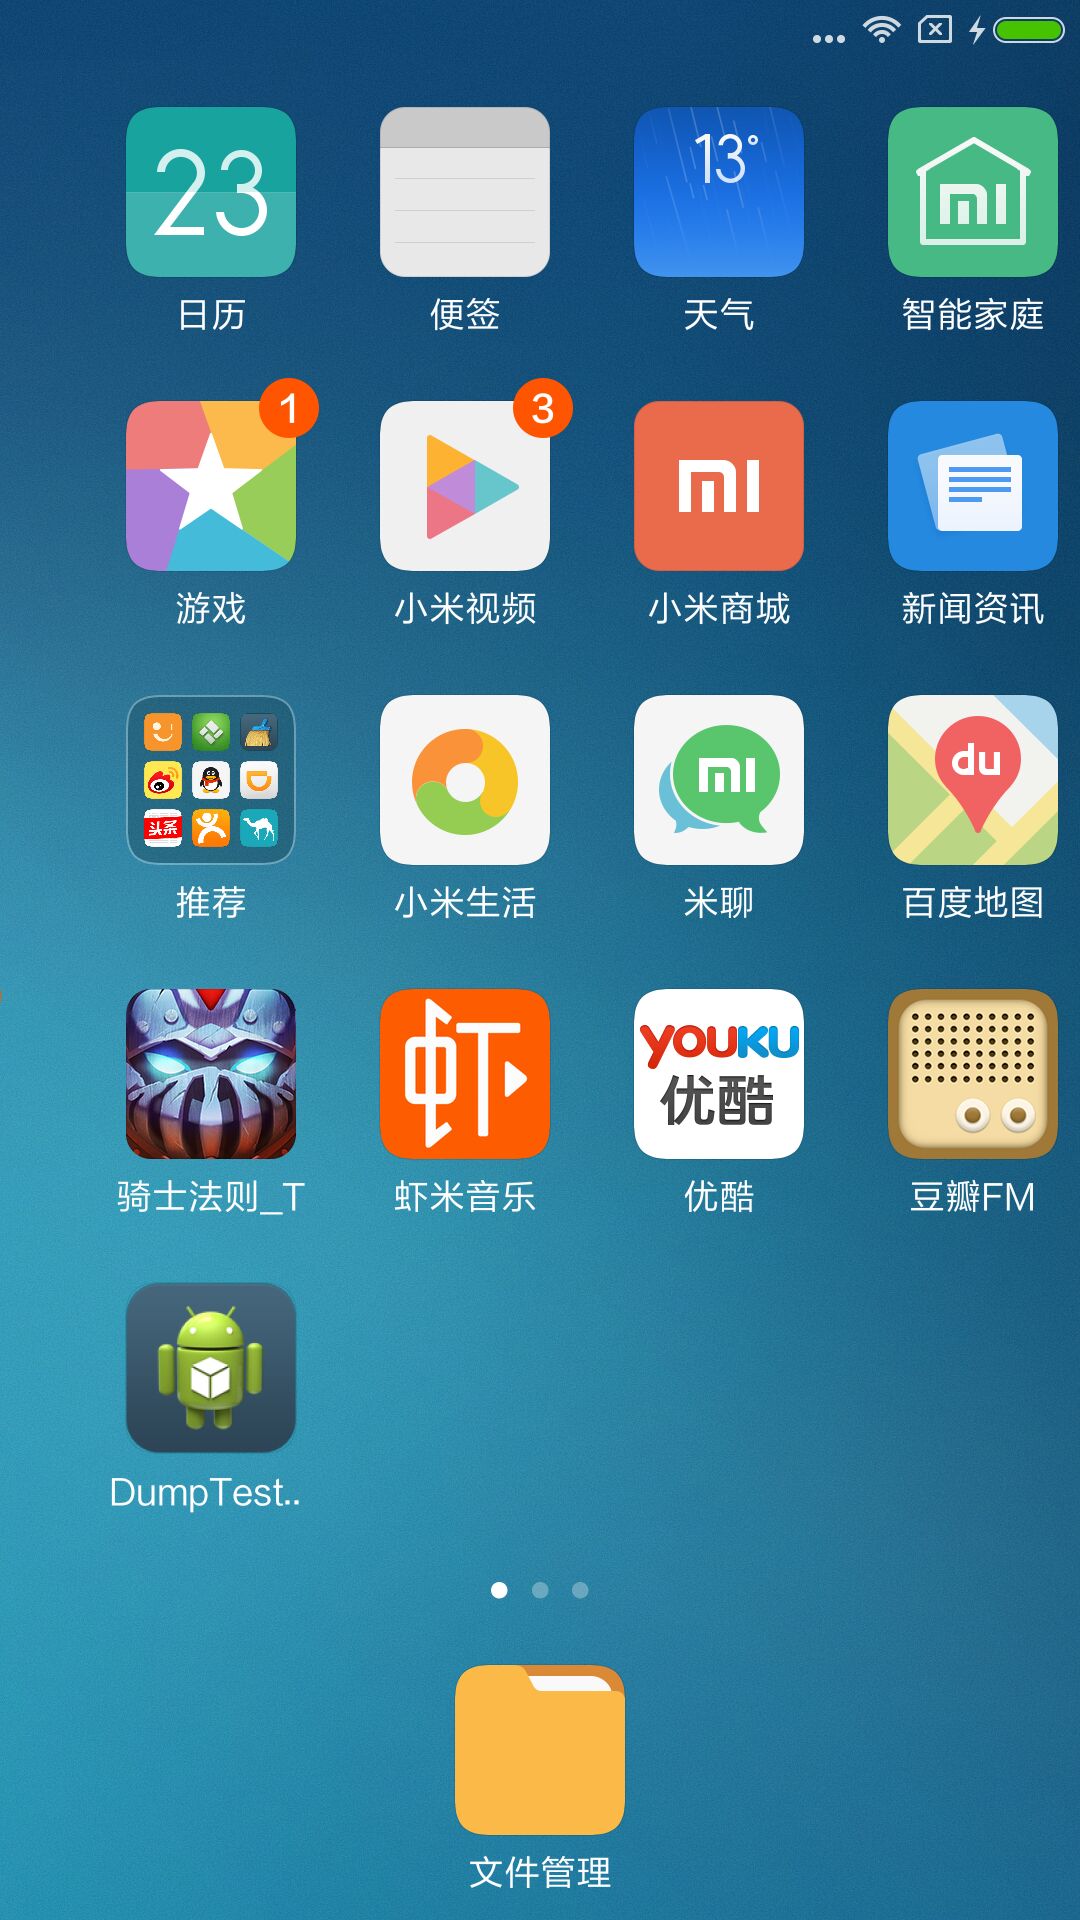 23
13°
日历
便签
天气
智能家庭
1
3
mi
游戏
小米视频
小米商城
新闻资讯
头条
mi
du
推荐
小米生活
米聊
百度地图
虾
YOUKU
优酷
骑士法则_T
虾米音乐
优酷
豆瓣FM
DumpTest..
文件管理